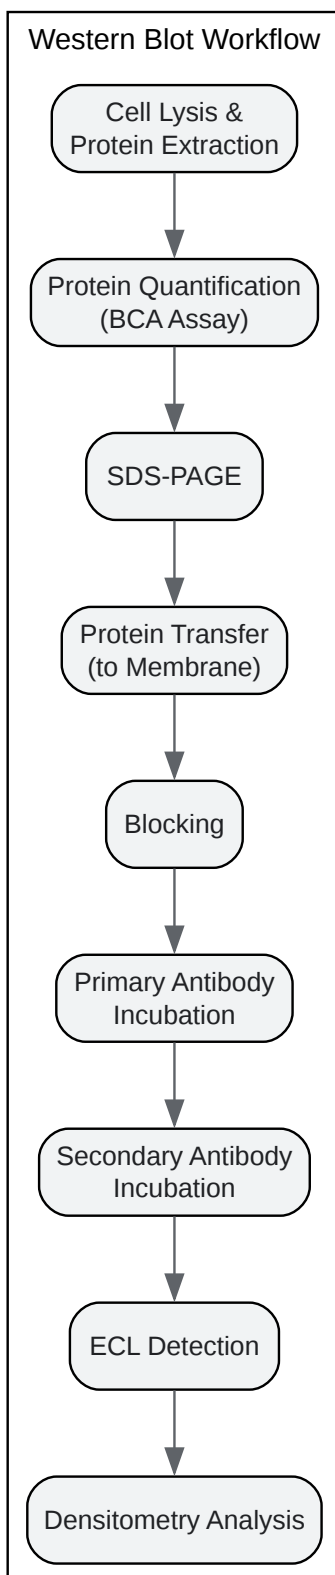 Western Blot Workflow
Cell Lysis &
Protein Extraction
Protein Quantification
(BCA Assay)
SDS-PAGE
Protein Transfer
(to Membrane)
Blocking
Primary Antibody
Incubation
Secondary Antibody
Incubation
ECL Detection
Densitometry Analysis